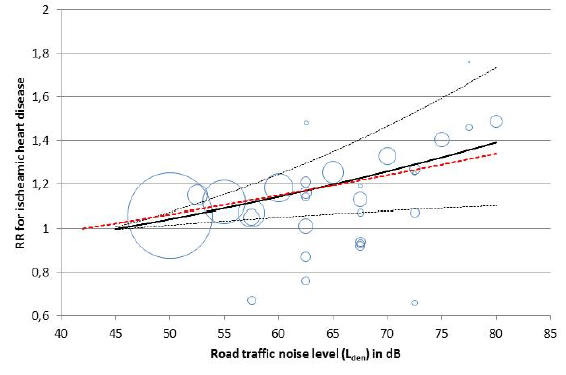 2
1,8
1,6
1,4
1,2
1
0,8
0,6
RR for ischeamic heart disease
40 45 50 55 60 65 70 75 80 85
Road traffic noise level (Lden) in dB